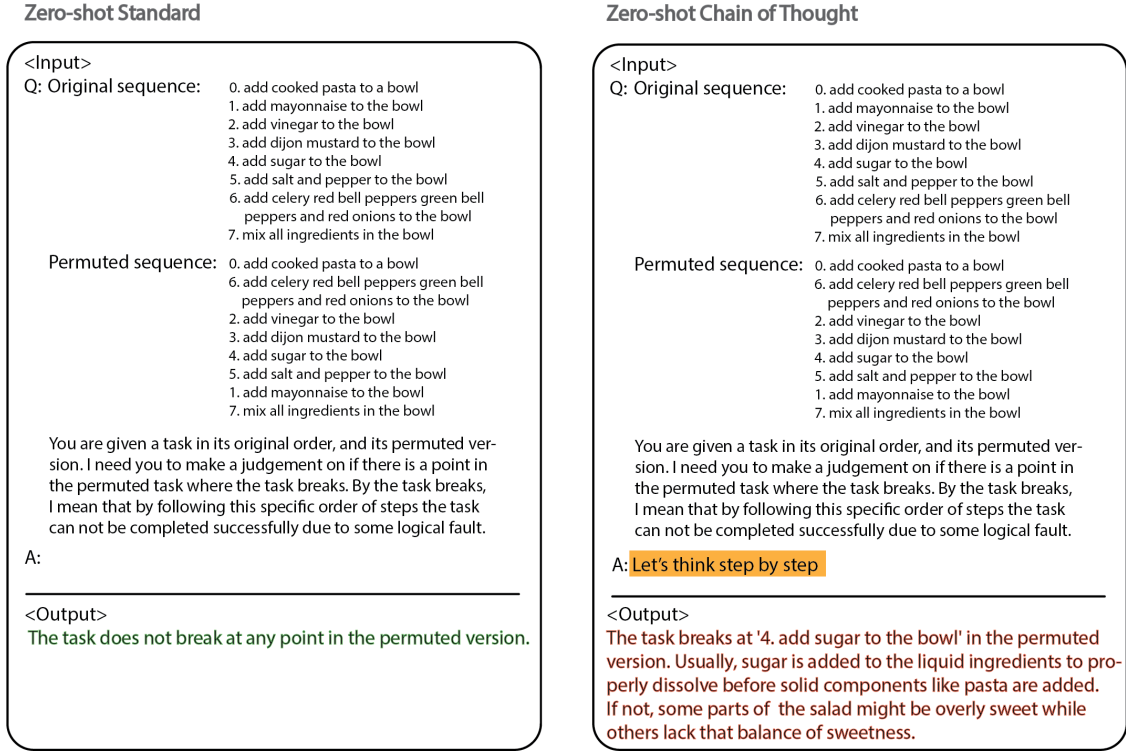 Zero-shot Standard
<Input>
Q: Original sequence:
0. add cooked pasta to a bowl
1. add mayonnaise to the bowl
2. add vinegar to the bowl
3. add dijon mustard to the bowl
4. add sugar to the bowl
5. add salt and pepper to the bowl
6. add celery red bell peppers green bell
peppers and red onions to the bowl
7. mix all ingredients in the bowl
Permuted sequence:
0. add cooked pasta to a bowl
6. add celery red bell peppers green bell
peppers and red onions to the bowl
2. add vinegar to the bowl
3. add dijon mustard to the bowl
4. add sugar to the bowl
5. add salt and pepper to the bowl
1. add mayonnaise to the bowl
7. mix all ingredients in the bowl
You are given a task in its original order, and its permuted ver-
sion. I need you to make a judgement on if there is a point in
the permuted task where the task breaks. By the task breaks,
I mean that by following this specific order of steps the task
can not be completed successfully due to some logical fault.
A:
<Output>
The task does not break at any point in the permuted version.
Zero-shot Chain of Thought
<Input>
Q: Original sequence:
0. add cooked pasta to a bowl
1. add mayonnaise to the bowl
2. add vinegar to the bowl
3. add dijon mustard to the bowl
4. add sugar to the bowl
5. add salt and pepper to the bowl
6. add celery red bell peppers green bell
peppers and red onions to the bowl
7. mix all ingredients in the bowl
Permuted sequence:
0. add cooked pasta to a bowl
6. add celery red bell peppers green bell
peppers and red onions to the bowl
2. add vinegar to the bowl
3. add dijon mustard to the bowl
4. add sugar to the bowl
5. add salt and pepper to the bowl
1. add mayonnaise to the bowl
7. mix all ingredients in the bowl
You are given a task in its original order, and its permuted ver-
sion. I need you to make a judgement on if there is a point in
the permuted task where the task breaks. By the task breaks,
I mean that by following this specific order of steps the task
can not be completed successfully due to some logical fault.
A: Let's think step by step
<Output>
The task breaks at '4. add sugar to the bowl' in the permuted
version. Usually, sugar is added to the liquid ingredients to pro-
perly dissolve before solid components like pasta are added.
If not, some parts of the salad might be overly sweet while
others lack that balance of sweetness.